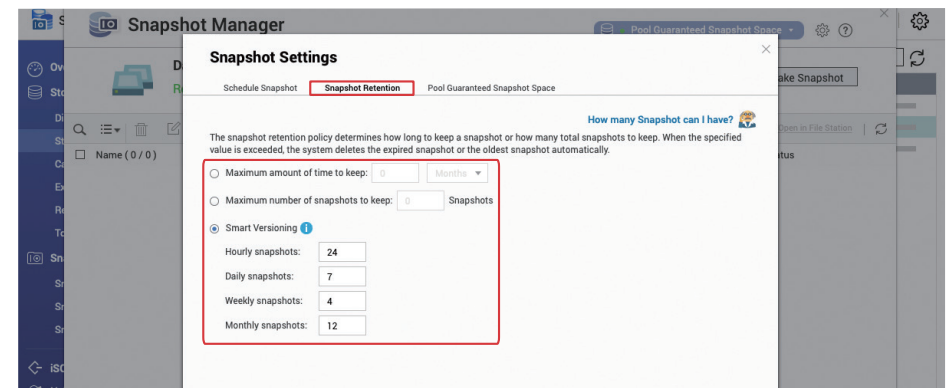 Snapshot Manager
Pool Guaranteed Snapshot Space
Snapshot Settings
Schedule Snapshot
Snapshot Retention
Pool Guaranteed Snapshot Space
How many Snapshot can I have?
The snapshot retention policy determines how long to keep a snapshot or how many total snapshots to keep. When the specified
value is exceeded, the system deletes the expired snapshot or the oldest snapshot automatically.
Snapshot
Open in File Station
Name ( 0 / 0 )
Maximum amount of time to keep: 0 Months
Maximum number of snapshots to keep: 0 Snapshots
Smart Versioning
Hourly snapshots: 24
Daily snapshots: 7
Weekly snapshots: 4
Monthly snapshots: 12